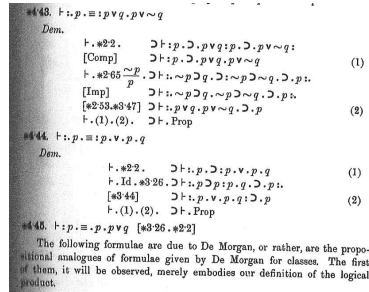 *4·43. ⊦:. p . ≡ : p ∨ q . p ∨ ~ q
Dem.
⊦ . *2·2. ⊃ ⊦ : p . ⊃ . p ∨ q : p . ⊃ . p ∨ ~ q :
[Comp] ⊃ ⊦ : p . ⊃ . p ∨ q . p ∨ ~ q (1)
⊦ . *2·65 ~p/p . ⊃ ⊦ :. ~ p ⊃ q . ⊃ : ~ p ⊃ ~ q . ⊃ . p :.
[Imp] ⊃ ⊦ :. ~ p ⊃ q . ~ p ⊃ ~ q . ⊃ . p :.
[*2·53.*3·47] ⊃ ⊦ :. p ∨ q . p ∨ ~ q . ⊃ . p (2)
⊦ . (1) . (2) . ⊃ ⊦ . Prop
*4·44. ⊦:. p . ≡ : p . ∨ . p . q
Dem.
⊦ . *2·2. ⊃ ⊦ :. p . ⊃ : p . ∨ . p . q (1)
⊦ . Id . *3·26 . ⊃ ⊦ :. p ⊃ p : p . q . ⊃ . p :.
[*3·44] ⊃ ⊦ :. p . ∨ . p . q : ⊃ . p (2)
⊦ . (1) . (2) . ⊃ ⊦ . Prop
*4·45. ⊦ : p . ≡ . p . p ∨ q [*3·26 . *2·2]
The following formulae are due to De Morgan, or rather, are the propo-
sitional analogues of formulae given by De Morgan for classes. The first
of them, it will be observed, merely embodies our definition of the logical
product.